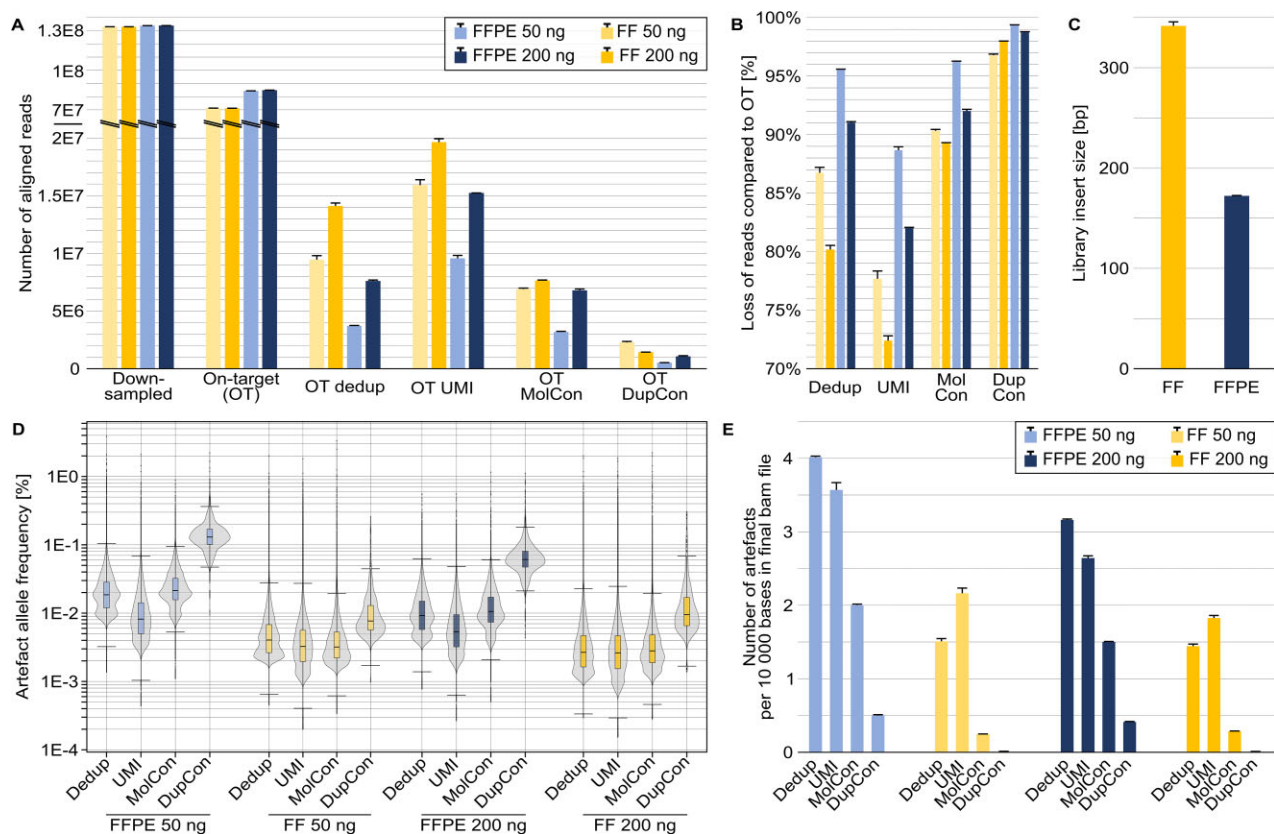 A
FFPE 50 ng
FF 50 ng
FFPE 200 ng
FF 200 ng
Number of aligned reads
1.3E8
1E8
7E7
2E7
1.5E7
1E7
5E6
0
Down-
sampled
On-target
(OT)
OT dedup
OT UMI
OT
MolCon
OT
DupCon
B
Loss of reads compared to OT [%]
100%
95%
90%
85%
80%
75%
70%
Dedup
UMI
Mol
Con
Dup
Con
C
Library insert size [bp]
300
200
100
0
FF
FFPE
D
Artefact allele frequency [%]
1E0
1E-1
1E-2
1E-3
1E-4
Dedup
UMI
MolCon
DupCon
FFPE 50 ng
Dedup
UMI
MolCon
DupCon
FF 50 ng
Dedup
UMI
MolCon
DupCon
FFPE 200 ng
Dedup
UMI
MolCon
DupCon
FF 200 ng
E
FFPE 50 ng
FF 50 ng
FFPE 200 ng
FF 200 ng
Number of artefacts
per 10 000 bases in final bam file
4
3
2
1
0
Dedup
UMI
MolCon
DupCon
Dedup
UMI
MolCon
DupCon
Dedup
UMI
MolCon
DupCon
Dedup
UMI
MolCon
DupCon